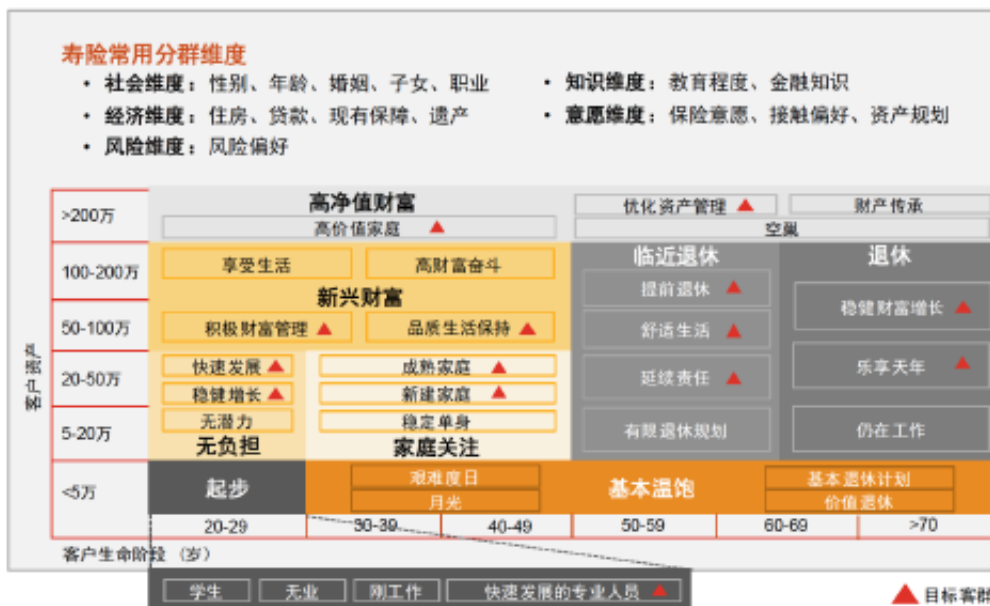 寿险常用分群维度
• 社会维度：性别、年龄、婚姻、子女、职业
• 知识维度：教育程度、金融知识
• 经济维度：住房、贷款、现有保障、遗产
• 意愿维度：保险意愿、接触偏好、资产规划
• 风险维度：风险偏好
客户资产
>200万
高净值财富
高价值家庭
优化资产管理
财产传承
空巢
100-200万
享受生活
高财富奋斗
临近退休
退休
提前退休
新兴财富
稳健财富增长
50-100万
积极财富管理
品质生活保持
舒适生活
20-50万
快速发展
成熟家庭
延续责任
乐享天年
稳健增长
新建家庭
5-20万
无潜力
稳定单身
有限退休规划
仍在工作
无负担
家庭关注
<5万
起步
艰难度日
月光
基本温饱
基本退休计划
价值退休
20-29
30-39
40-49
50-59
60-69
>70
客户生命阶段（岁）
学生
无业
刚工作
快速发展的专业人员
目标客群